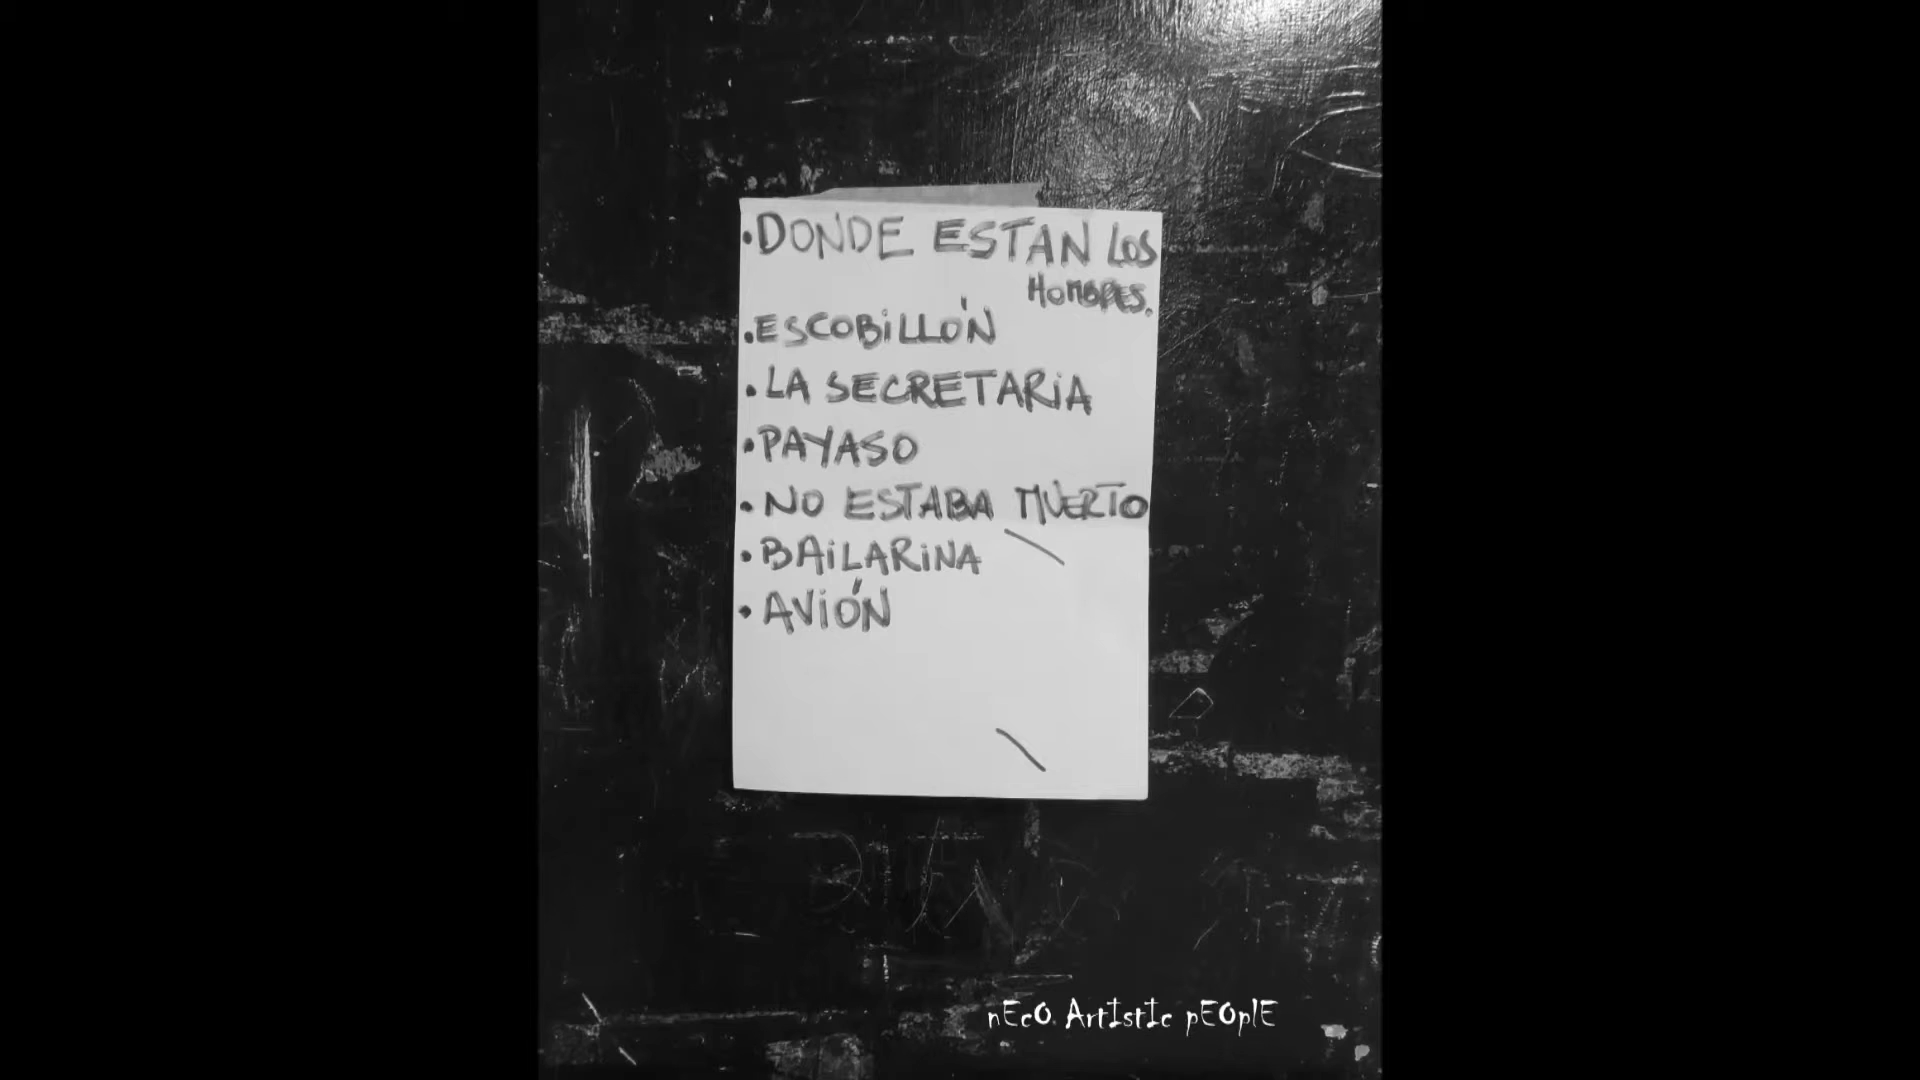 •DONDE ESTAN LOS
HOMBRES.
•ESCOBiLLÓN
•LA SECRETARiA
•PAYASO
•NO ESTABA MUERTO
•BAiLARiNA
•AViÓN
nEcO ArtIstIc pEOplE